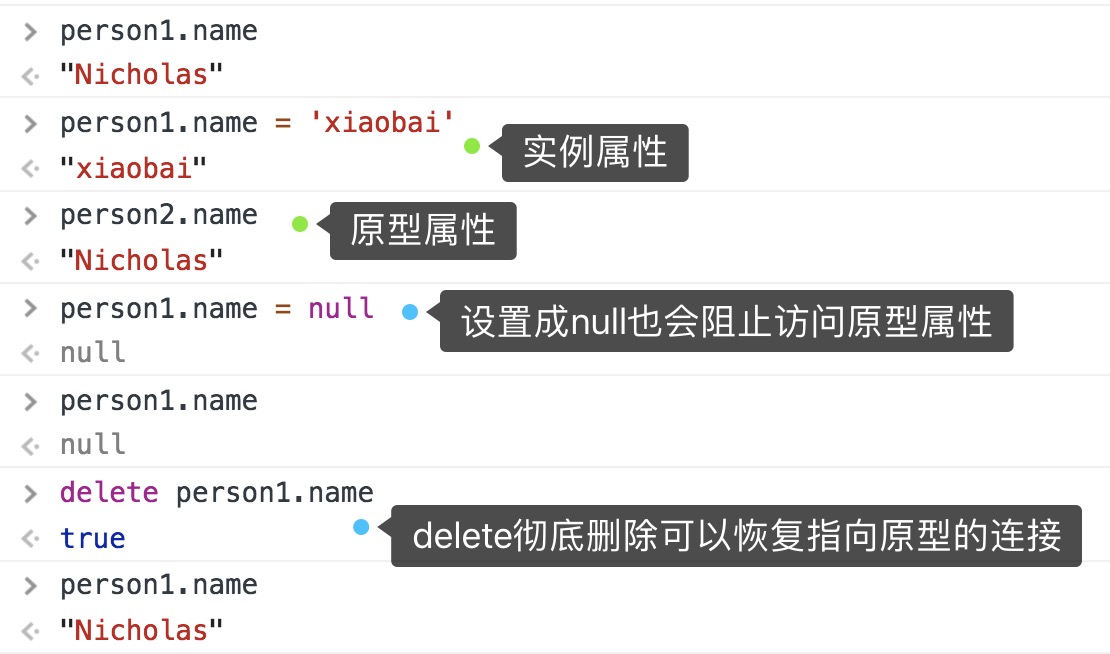 person1.name
"Nicholas"
person1.name = 'xiaobai'
实例属性
"xiaobai"
person2.name
原型属性
"Nicholas"
person1.name = null
设置成null也会阻止访问原型属性
null
person1.name
null
delete person1.name
true
delete彻底删除可以恢复指向原型的连接
person1.name
"Nicholas"